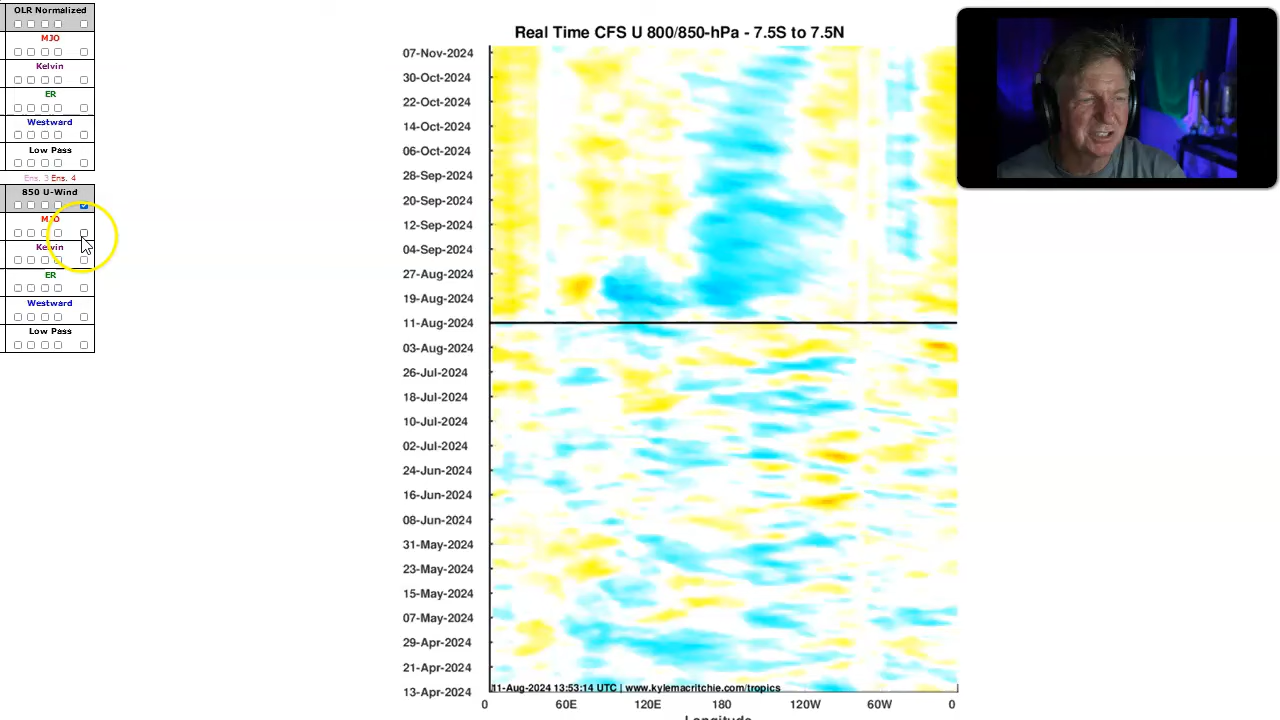 OLR Normalized
MJO
Kelvin
ER
Westward
Low Pass
Ens. 3 Ens. 4
850 U-Wind
MJO
Kelvin
ER
Westward
Low Pass
Real Time CFS U 800/850-hPa - 7.5S to 7.5N
07-Nov-2024
30-Oct-2024
22-Oct-2024
14-Oct-2024
06-Oct-2024
28-Sep-2024
20-Sep-2024
12-Sep-2024
04-Sep-2024
27-Aug-2024
19-Aug-2024
11-Aug-2024
03-Aug-2024
26-Jul-2024
18-Jul-2024
10-Jul-2024
02-Jul-2024
24-Jun-2024
16-Jun-2024
08-Jun-2024
31-May-2024
23-May-2024
15-May-2024
07-May-2024
29-Apr-2024
21-Apr-2024
13-Apr-2024
11-Aug-2024 13:53:14 UTC | www.kylemacritchie.com/tropics
0 60E 120E 180 120W 60W 0
Longitude